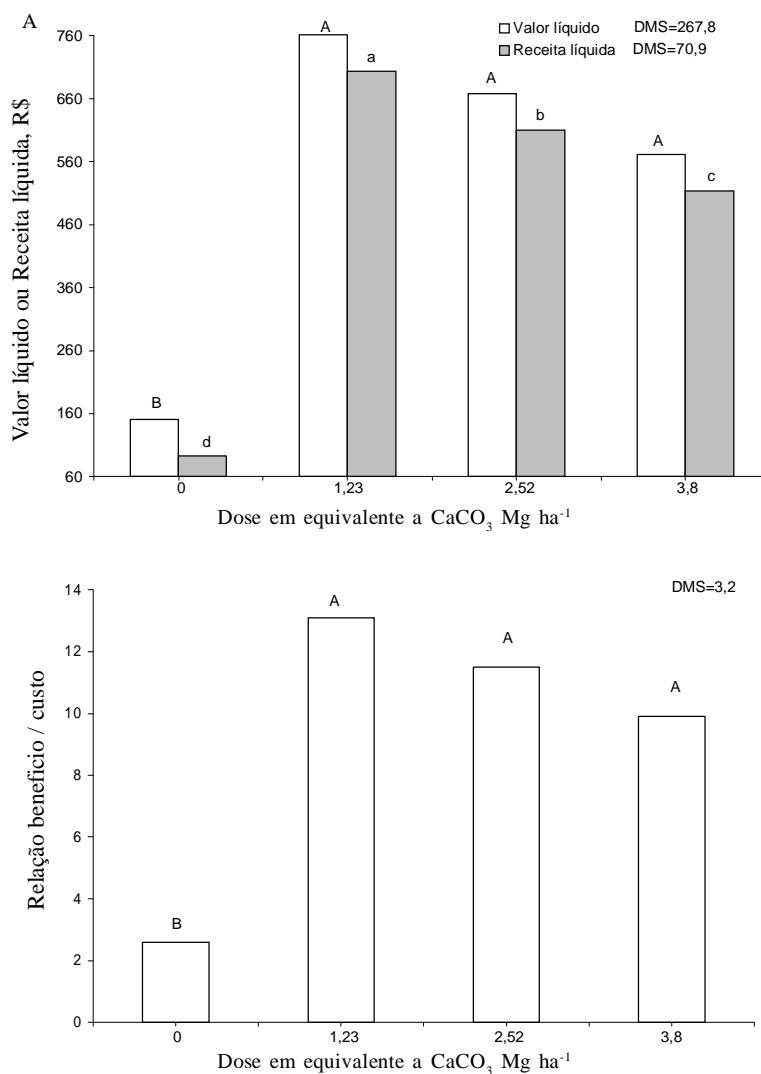 A
Valor líquido DMS=267,8
Receita líquida DMS=70,9
Valor líquido ou Receita líquida, R$
760
660
560
460
360
260
160
60
B
d
A
a
A
b
A
c
0 1,23 2,52 3,8
Dose em equivalente a CaCO₃ Mg ha⁻¹
DMS=3,2
Relação beneficio / custo
14
12
10
8
6
4
2
0
B
A
A
A
0 1,23 2,52 3,8
Dose em equivalente a CaCO₃ Mg ha⁻¹